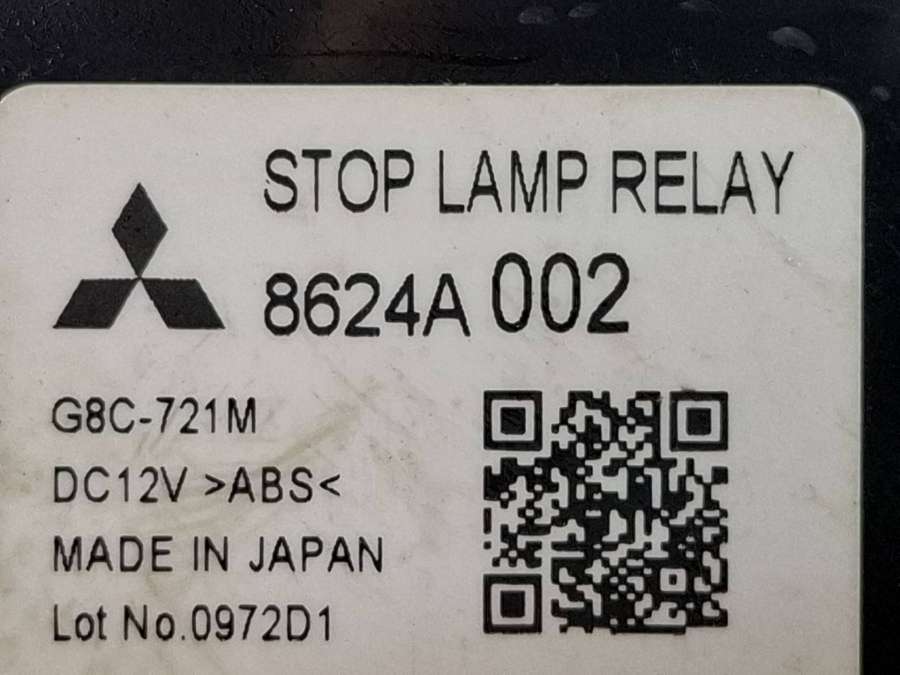 STOP LAMP RELAY
8624A 002
G8C-721M
DC12V >ABS<
MADE IN JAPAN
Lot No.0972D1